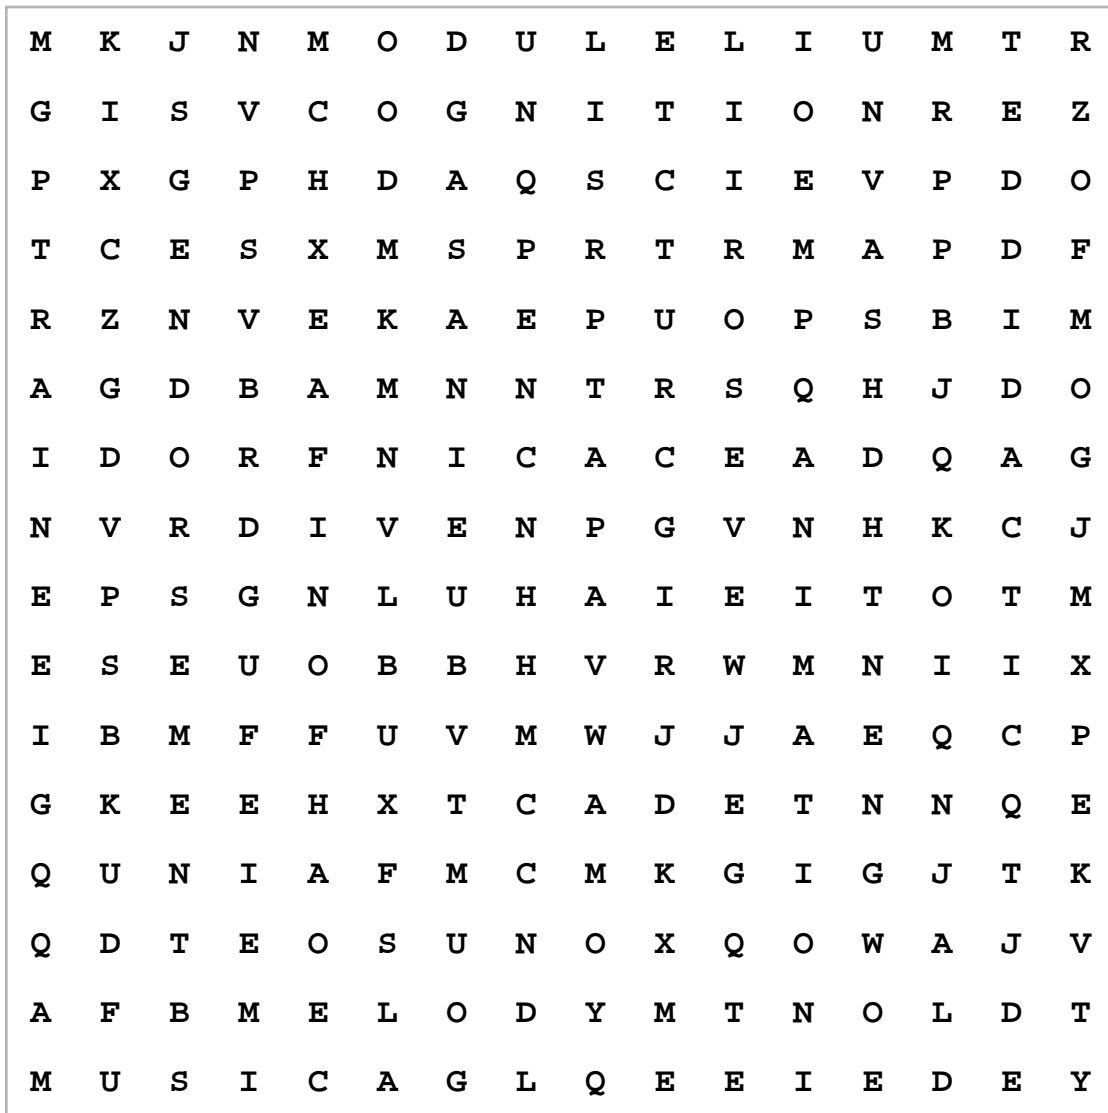 M K J N M O D U L E L I U M T R
G I S V C O G N I T I O N R E Z
P X G P H D A Q S C I E V P D O
T C E S X M S P R T R M A P D F
R Z N V E K A E P U O P S B I M
A G D B A M N N T R S Q H J D O
I D O R F N I C A C E A D Q A G
N V R D I V E N P G V N H K C J
E P S G N L U H A I E I T O T M
E S E U O B B H V R W M N I I X
I B M F F U V M W J J A E Q C P
G K E E H X T C A D E T N N Q E
Q U N I A F M C M K G I G J T K
Q D T E O S U N O X Q O W A J V
A F B M E L O D Y M T N O L D T
M U S I C A G L Q E E I E D E Y